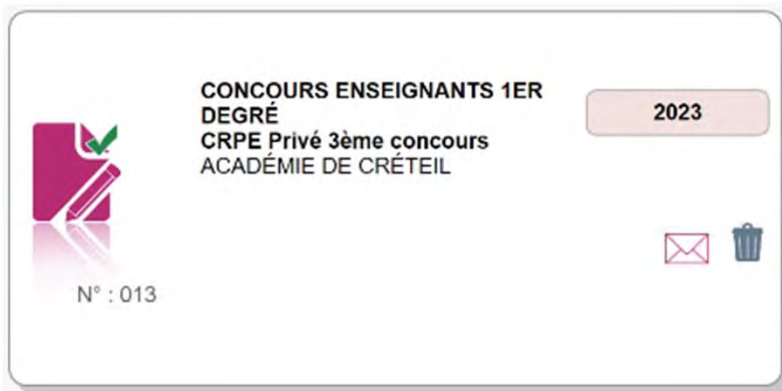 CONCOURS ENSEIGNANTS 1ER
DEGRÉ
CRPE Privé 3ème concours
ACADÉMIE DE CRÉTEIL
2023
N° : 013